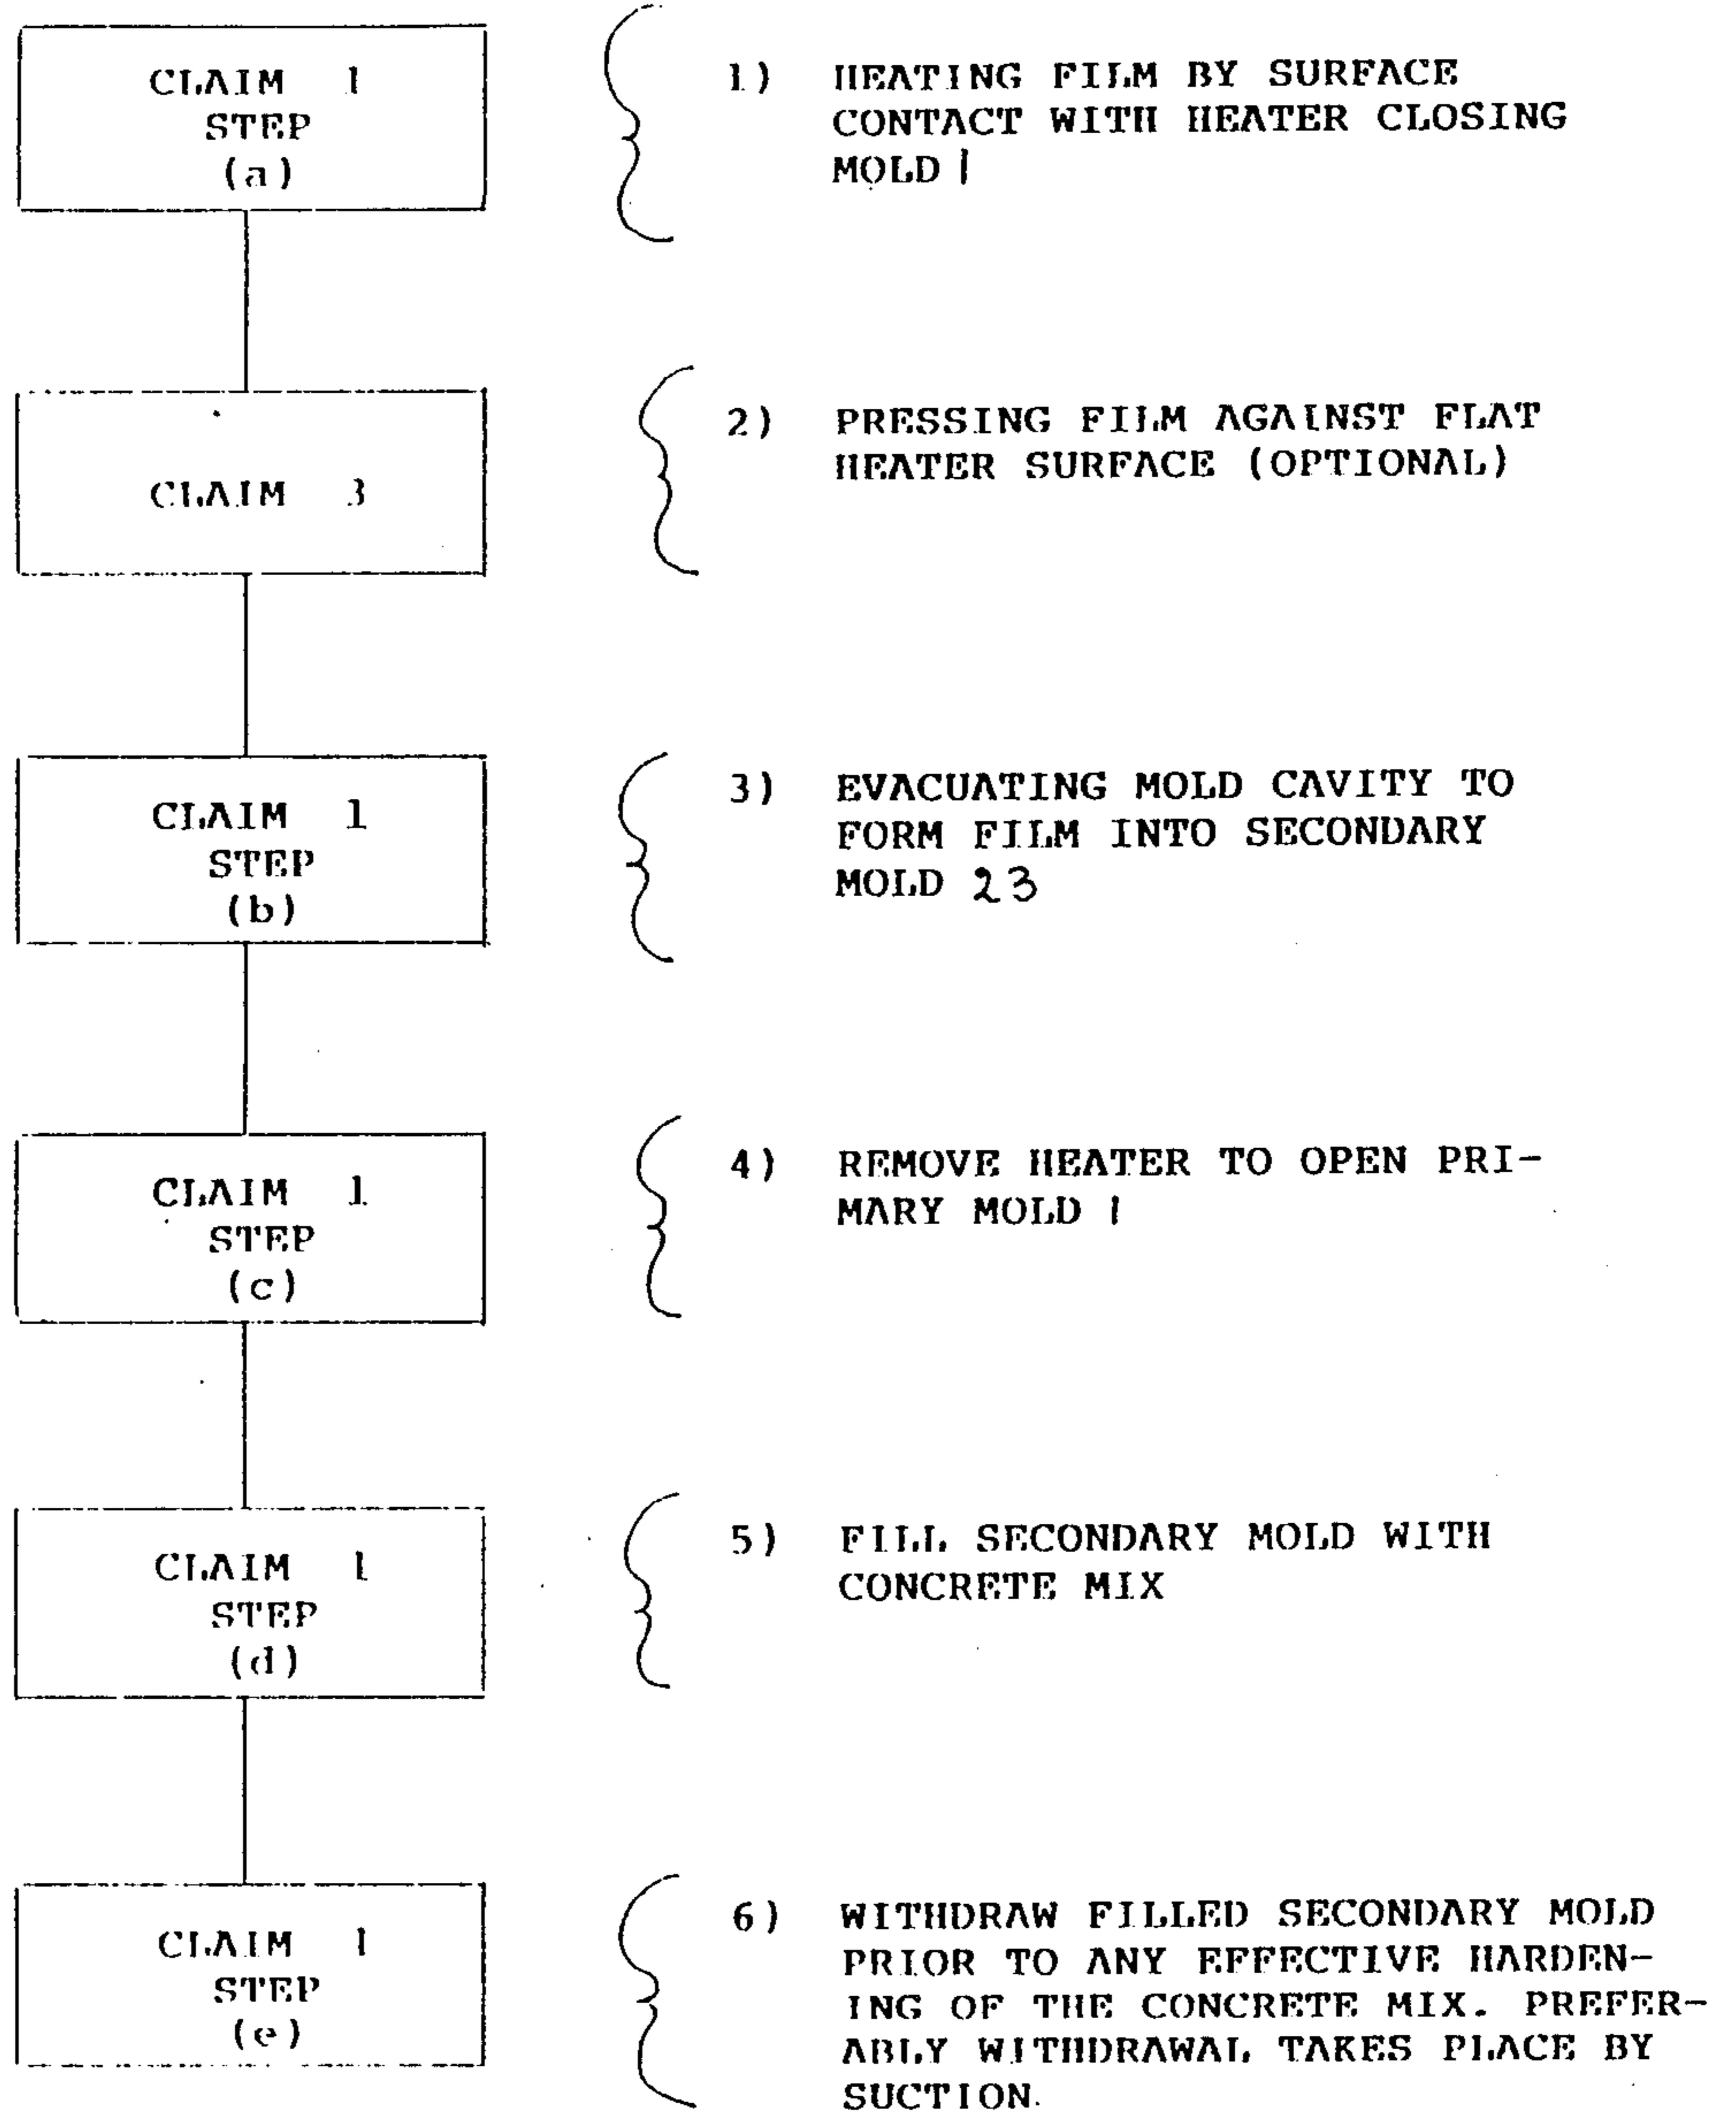 CLAIM 1
STEP
(a)
1) HEATING FILM BY SURFACE
CONTACT WITH HEATER CLOSING
MOLD 1
CLAIM 3
2) PRESSING FILM AGAINST FLAT
HEATER SURFACE (OPTIONAL)
CLAIM 1
STEP
(b)
3) EVACUATING MOLD CAVITY TO
FORM FILM INTO SECONDARY
MOLD 23
CLAIM 1
STEP
(c)
4) REMOVE HEATER TO OPEN PRI-
MARY MOLD 1
CLAIM 1
STEP
(d)
5) FILL SECONDARY MOLD WITH
CONCRETE MIX
CLAIM 1
STEP
(e)
6) WITHDRAW FILLED SECONDARY MOLD
PRIOR TO ANY EFFECTIVE HARDEN-
ING OF THE CONCRETE MIX. PREFER-
ABLY WITHDRAWAL TAKES PLACE BY
SUCTION.